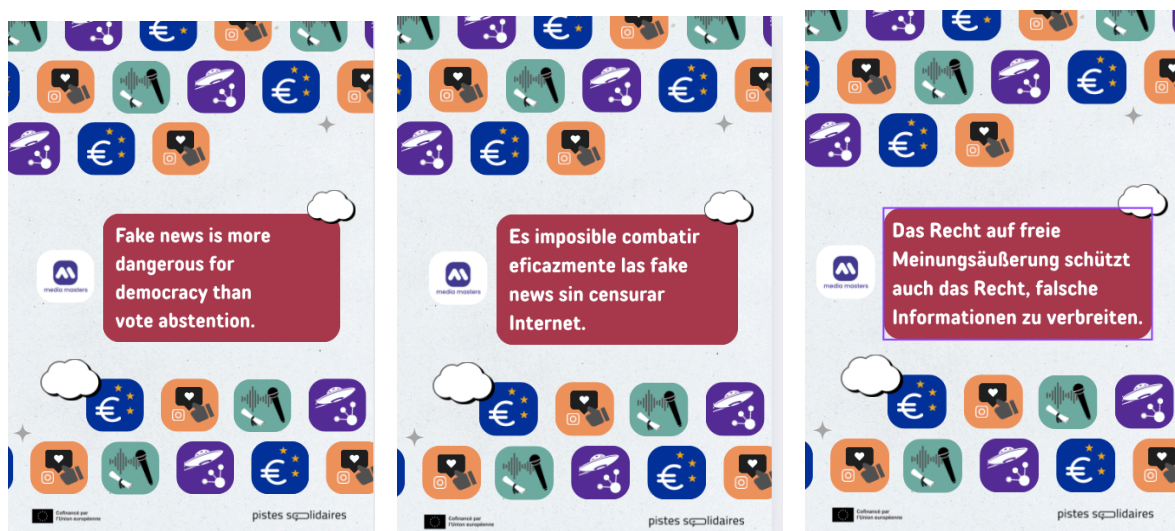 Fake news is more
dangerous for
democracy than
vote abstention.
media masters
Cofinancé par
l'Union européenne
pistes solidaires
Es imposible combatir
eficazmente las fake
news sin censurar
Internet.
media masters
Cofinancé par
l'Union européenne
pistes solidaires
Das Recht auf freie
Meinungsäußerung schützt
auch das Recht, falsche
Informationen zu verbreiten.
media masters
Cofinancé par
l'Union européenne
pistes solidaires